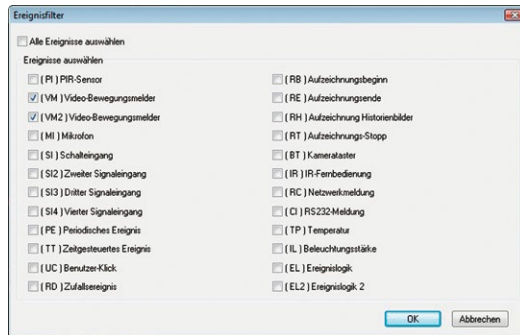 Ereignisfilter
Alle Ereignisse auswählen
Ereignisse auswählen
( PI ) PIR-Sensor
( VM ) Video-Bewegungsmelder
( VM2 ) Video-Bewegungsmelder
( MI ) Mikrofon
( SI ) Schalteingang
( SI2 ) Zweiter Signaleingang
( SI3 ) Dritter Signaleingang
( SI4 ) Vierter Signaleingang
( PE ) Periodisches Ereignis
( TT ) Zeitgesteuertes Ereignis
( UC ) Benutzer-Klick
( RD ) Zufallsereignis
( RB ) Aufzeichnungsbeginn
( RE ) Aufzeichnungsende
( RH ) Aufzeichnung Historienbilder
( RT ) Aufzeichnungs-Stopp
( BT ) Kamerataster
( IR ) IR-Fernbedienung
( RC ) Netzwerkmeldung
( CI ) RS232-Meldung
( TP ) Temperatur
( IL ) Beleuchtungsstärke
( EL ) Ereignislogik
( EL2 ) Ereignislogik 2
OK
Abbrechen